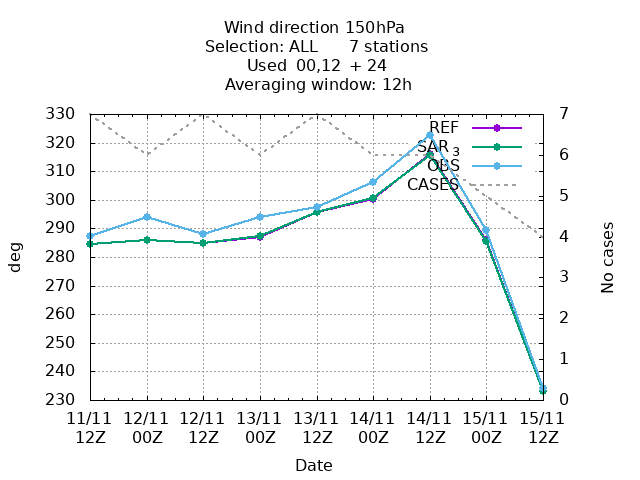 Wind direction 150hPa
Selection: ALL 7 stations
Used 00,12 + 24
Averaging window: 12h
330
320
310
300
290
280
270
260
250
240
230
deg
7
6
5
4
3
2
1
0
No cases
REF
SAR 3
OBS
CASES
11/11 12/11 12/11 13/11 13/11 14/11 14/11 15/11 15/11
12Z 00Z 12Z 00Z 12Z 00Z 12Z 00Z 12Z
Date